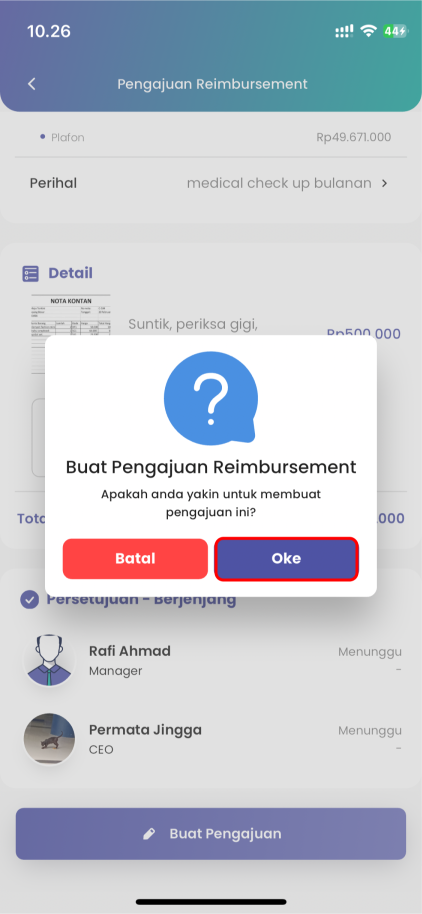 10.26
44
Pengajuan Reimbursement
Plafon Rp49.671.000
Perihal medical check up bulanan
Detail
NOTA KONTAN
Suntik, periksa gigi,
Rp500.000
Buat Pengajuan Reimbursement
Apakah anda yakin untuk membuat
pengajuan ini?
Tota .000
Batal Oke
Persetujuan - Berjenjang
Rafi Ahmad Menunggu
Manager -
Permata Jingga Menunggu
CEO -
Buat Pengajuan